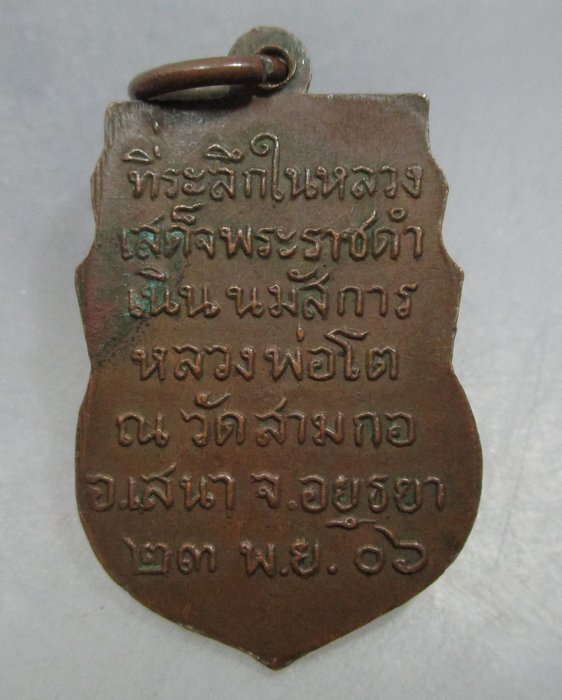 ที่ระลึกในหลวง
เสด็จพระราชดำ
เนิน นมัสการ
หลวงพ่อโต
ณ วัดสามกอ
อ.เสนา จ.อยุธยา
๒๓ พ.ย. ๐๖